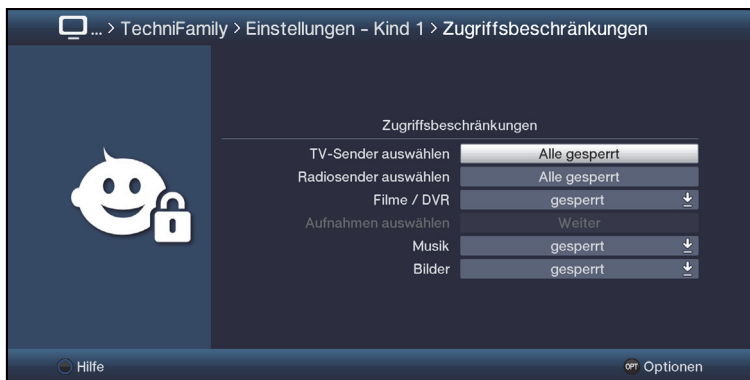 ... > TechniFamily > Einstellungen - Kind 1 > Zugriffsbeschränkungen
Zugriffsbeschränkungen
TV-Sender auswählen Alle gesperrt
Radiosender auswählen Alle gesperrt
Filme / DVR gesperrt
Aufnahmen auswählen Weiter
Musik gesperrt
Bilder gesperrt
Hilfe OPT Optionen